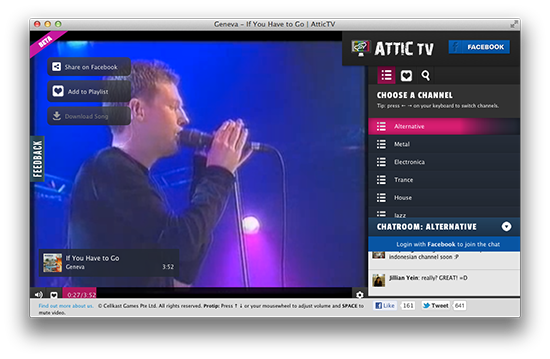 Geneva – If You Have to Go | AtticTV
BETA
ATTIC TV
FACEBOOK
Share on Facebook
Add to Playlist
Download Song
FEEDBACK
CHOOSE A CHANNEL
Tip: press ← → on your keyboard to switch channels.
Alternative
Metal
Electronica
Trance
House
Jazz
CHATROOM: ALTERNATIVE
Login with Facebook to join the chat
indonesian channel soon :P
Jillian Yein: really? GREAT! =D
If You Have to Go
Geneva 3:52
0:27/3:52
Find out more about us. © Cellkast Games Pte Ltd. All rights reserved. Protip: Press ↑ ↓ or your mousewheel to adjust volume and SPACE to
mute video.
Like 161 Tweet 641